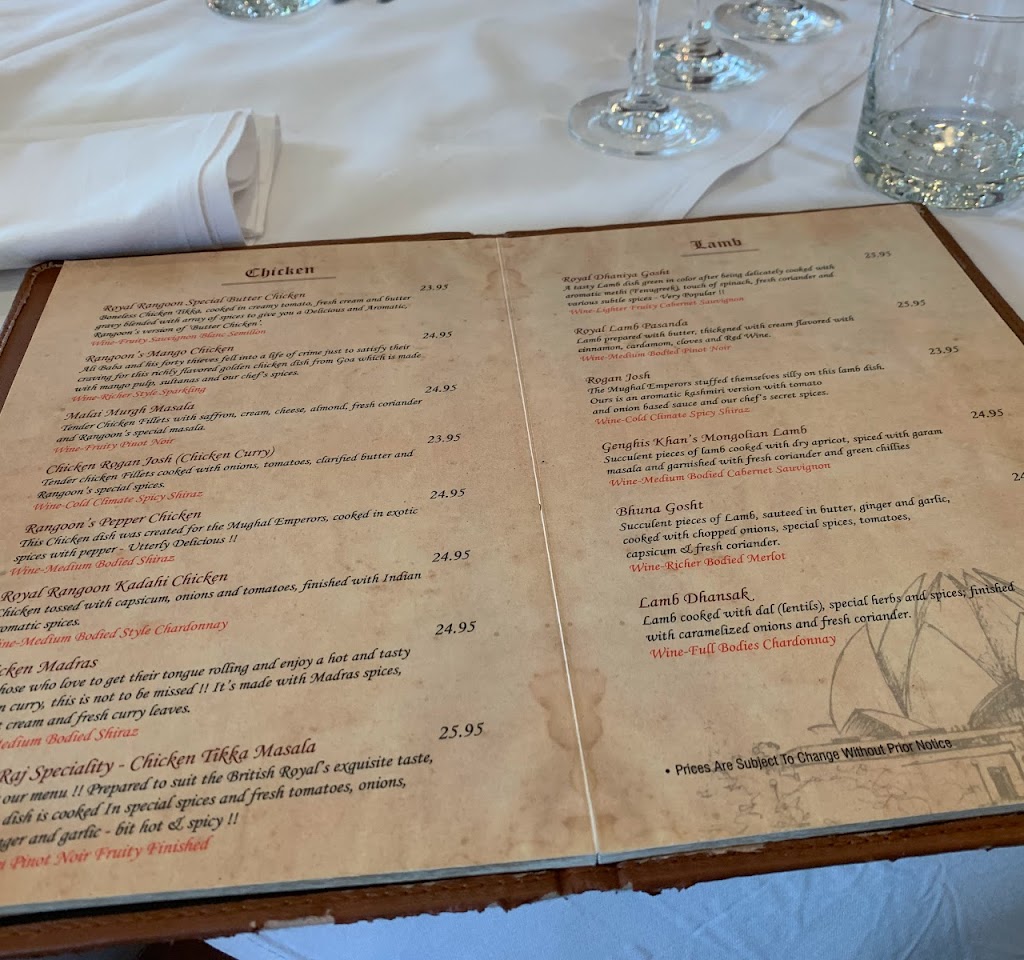 Chicken
Royal Rangoon Special Butter Chicken 23.95
Boneless Chicken Tikka, cooked in creamy tomato, fresh cream and butter
gravy blended with array of spices to give you a Delicious and Aromatic,
Rangoon's version of 'Butter Chicken'.
Wine-Fruity Sauvignon Blanc Semillon
Rangoon's Mango Chicken 24.95
Ali Baba and his forty thieves fell into a life of crime just to satisfy their
craving for this richly flavored golden chicken dish from Goa which is made
with mango pulp, sultanas and our chef's spices.
Wine-Richer Style Sparkling
Malai Murgh Masala 24.95
Tender Chicken Fillets with saffron, cream, cheese, almond, fresh coriander
and Rangoon's special masala.
Wine-Fruity Pinot Noir
Chicken Rogan Josh (Chicken Curry) 23.95
Tender chicken Fillets cooked with onions, tomatoes, clarified butter and
Rangoon's special spices.
Wine-Cold Climate Spicy Shiraz
Rangoon's Pepper Chicken 24.95
This Chicken dish was created for the Mughal Emperors, cooked in exotic
spices with pepper - Utterly Delicious !!
Wine-Medium Bodied Shiraz
Royal Rangoon Kadahi Chicken 24.95
Chicken tossed with capsicum, onions and tomatoes, finished with Indian
romatic spices.
ine-Medium Bodied Style Chardonnay
cken Madras 24.95
hose who love to get their tongue rolling and enjoy a hot and tasty
n curry, this is not to be missed !! It's made with Madras spices,
t cream and fresh curry leaves.
Medium Bodied Shiraz
Raj Speciality - Chicken Tikka Masala 25.95
our menu !! Prepared to suit the British Royal's exquisite taste,
dish is cooked In special spices and fresh tomatoes, onions,
nger and garlic - bit hot & spicy !!
Pinot Noir Fruity Finished
Lamb
Royal Dhaniya Gosht 25.95
A tasty Lamb dish green in color after being delicately cooked with
aromatic methi (Fenugreek), touch of spinach, fresh coriander and
various subtle spices - Very Popular !!
Wine-Lighter Fruity Cabernet Sauvignon
Royal Lamb Pasanda 25.95
Lamb prepared with butter, thickened with cream flavored with
cinnamon, cardamom, cloves and Red Wine.
Wine-Medium Bodied Pinot Noir
Rogan Josh 23.95
The Mughal Emperors stuffed themselves silly on this lamb dish.
Ours is an aromatic kashmiri version with tomato
and onion based sauce and our chef's secret spices.
Wine-Cold Climate Spicy Shiraz
Genghis Khan's Mongolian Lamb 24.95
Succulent pieces of lamb cooked with dry apricot, spiced with garam
masala and garnished with fresh coriander and green chillies
Wine-Medium Bodied Cabernet Sauvignon
Bhuna Gosht 24
Succulent pieces of Lamb, sauteed in butter, ginger and garlic,
cooked with chopped onions, special spices, tomatoes,
capsicum & fresh coriander.
Wine-Richer Bodied Merlot
Lamb Dhansak
Lamb cooked with dal (lentils), special herbs and spices; finished
with caramelized onions and fresh coriander.
Wine-Full Bodies Chardonnay
• Prices Are Subject To Change Without Prior Notice